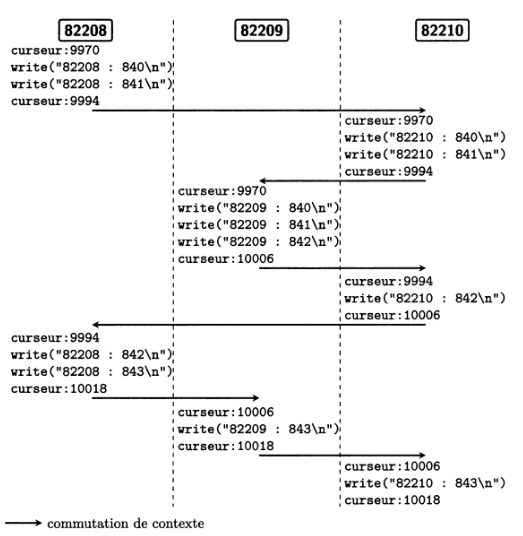 82208 82209 82210
curseur:9970
write("82208 : 840\n")
write("82208 : 841\n")
curseur:9994
curseur:9970
write("82210 : 840\n")
write("82210 : 841\n")
curseur:9994
curseur:9970
write("82209 : 840\n")
write("82209 : 841\n")
write("82209 : 842\n")
curseur:10006
curseur:9994
write("82210 : 842\n")
curseur:10006
curseur:9994
write("82208 : 842\n")
write("82208 : 843\n")
curseur:10018
curseur:10006
write("82209 : 843\n")
curseur:10018
curseur:10006
write("82210 : 843\n")
curseur:10018
commutation de contexte